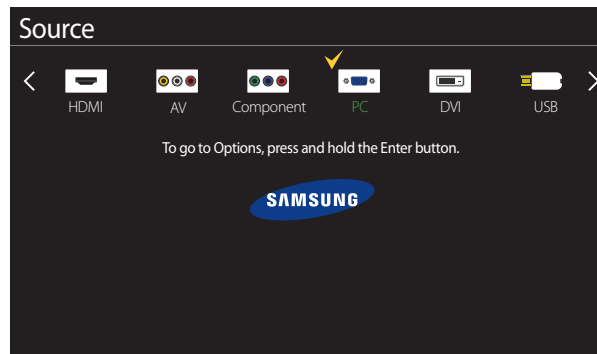 Source
HDMI AV Component PC DVI USB
To go to Options, press and hold the Enter button.
SAMSUNG